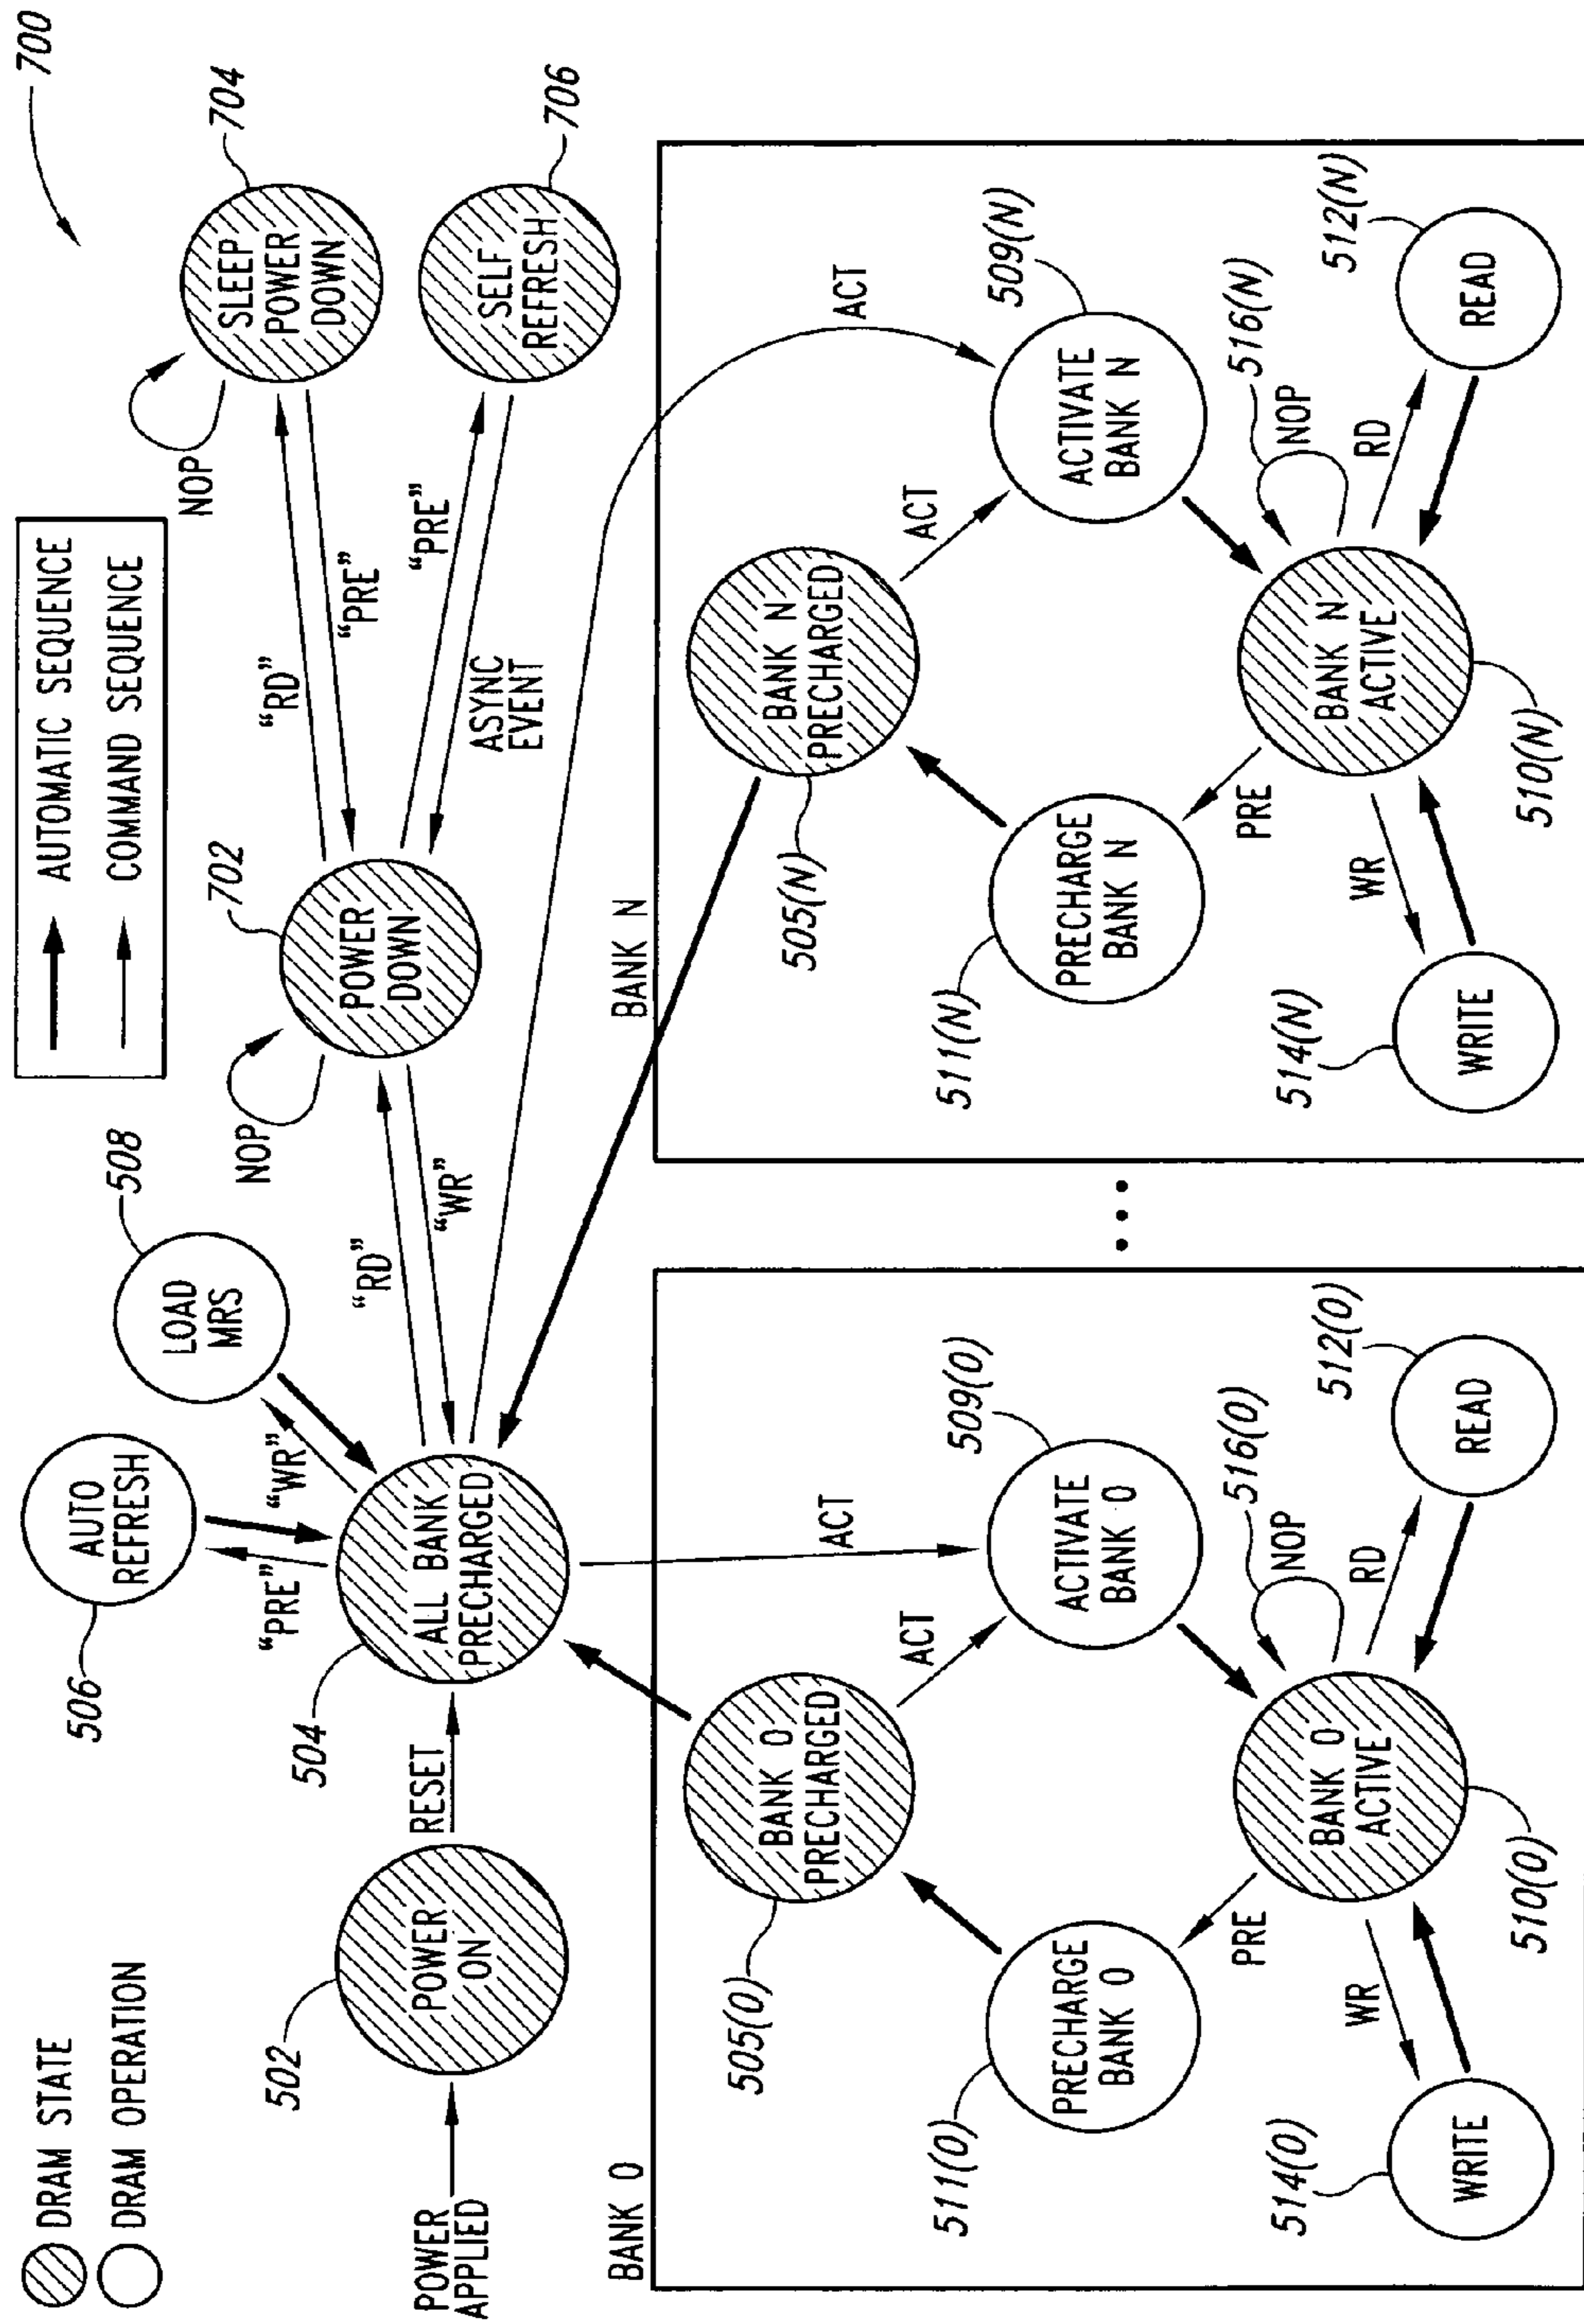 700
DRAM STATE
DRAM OPERATION
AUTOMATIC SEQUENCE
COMMAND SEQUENCE
506
AUTO
REFRESH
508
LOAD
MRS
"PRE"
"WR"
502
POWER
APPLIED
POWER
ON
RESET
504
ALL BANK
PRECHARGED
"RD"
"WR"
NOP
702
POWER
DOWN
"RD"
"PRE"
NOP
704
SLEEP
POWER
DOWN
"PRE"
ASYNC
EVENT
706
SELF
REFRESH
BANK 0
505(0)
BANK 0
PRECHARGED
ACT
ACT
509(0)
ACTIVATE
BANK 0
511(0)
PRECHARGE
BANK 0
PRE
516(0)
NOP
BANK 0
ACTIVE
510(0)
WR
514(0)
WRITE
RD
512(0)
READ
BANK N
505(N)
BANK N
PRECHARGED
ACT
ACT
509(N)
ACTIVATE
BANK N
511(N)
PRECHARGE
BANK N
PRE
516(N)
NOP
BANK N
ACTIVE
510(N)
WR
514(N)
WRITE
RD
512(N)
READ